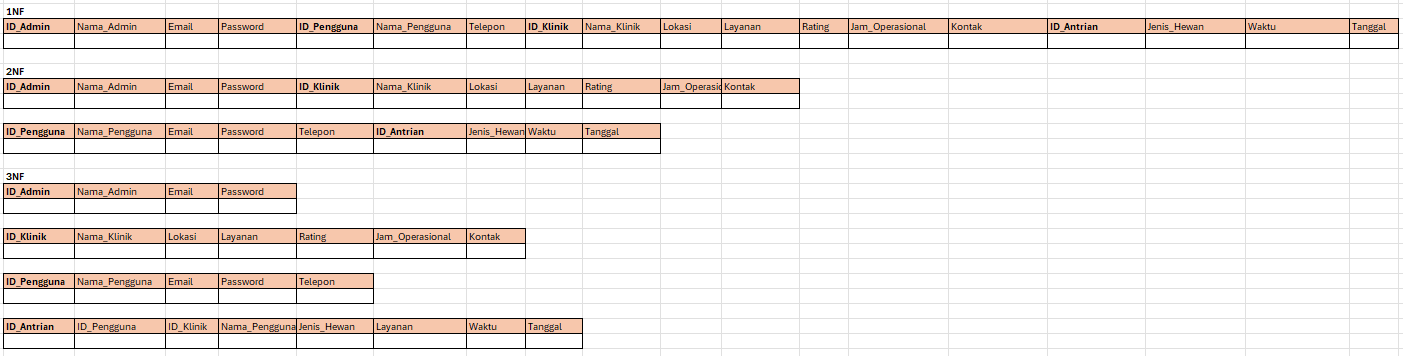 1NF
ID_Admin Nama_Admin Email Password ID_Pengguna Nama_Pengguna Telepon ID_Klinik Nama_Klinik Lokasi Layanan Rating Jam_Operasional Kontak ID_Antrian Jenis_Hewan Waktu Tanggal
2NF
ID_Admin Nama_Admin Email Password ID_Klinik Nama_Klinik Lokasi Layanan Rating Jam_Operasio Kontak
ID_Pengguna Nama_Pengguna Email Password Telepon ID_Antrian Jenis_Hewan Waktu Tanggal
3NF
ID_Admin Nama_Admin Email Password
ID_Klinik Nama_Klinik Lokasi Layanan Rating Jam_Operasional Kontak
ID_Pengguna Nama_Pengguna Email Password Telepon
ID_Antrian ID_Pengguna ID_Klinik Nama_Pengguna Jenis_Hewan Layanan Waktu Tanggal